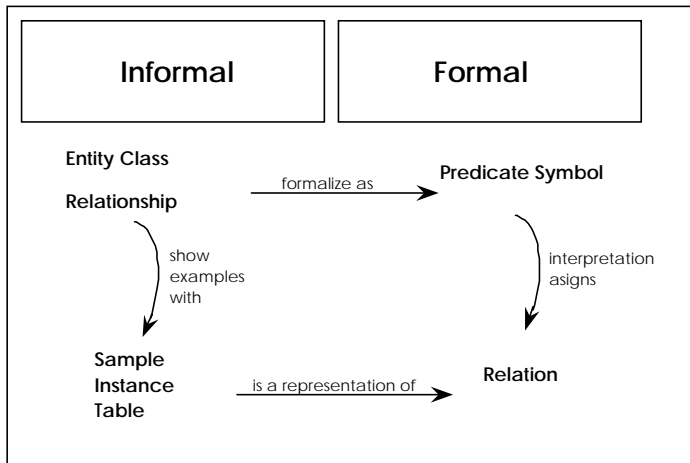 Informal
Formal
Entity Class
Relationship
formalize as
Predicate Symbol
show
examples
with
interpretation
asigns
Sample
Instance
Table
is a representation of
Relation